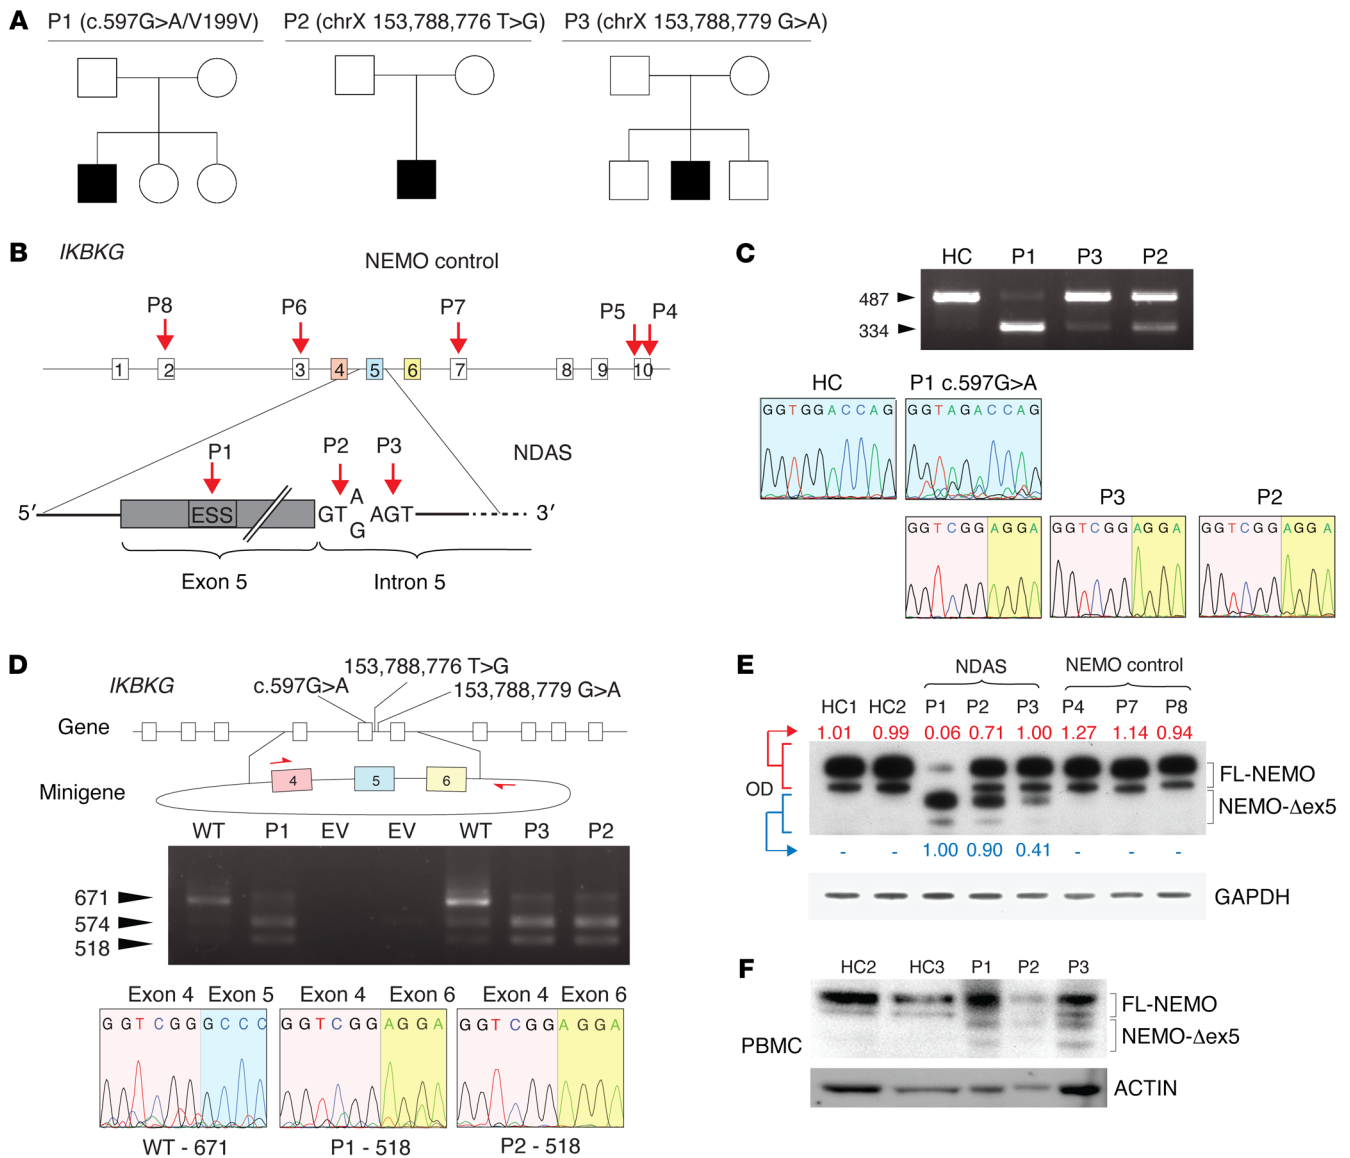 A
P1 (c.597G>A/V199V)
P2 (chrX 153,788,776 T>G)
P3 (chrX 153,788,779 G>A)
B
IKBKG
NEMO control
P8
P6
P7
P5
P4
1
2
3
4
5
6
7
8
9
10
P1
P2
P3
NDAS
5′
ESS
GT
A
G
AGT
3′
Exon 5
Intron 5
C
HC
P1
P3
P2
487
334
HC
P1 c.597G>A
GGTGGACCAG
GGTAGACCAG
P3
P2
GGTCGGAGGA
GGTCGGAGGA
GGTCGGAGGA
D
IKBKG
153,788,776 T>G
c.597G>A
153,788,779 G>A
Gene
Minigene
4
5
6
WT
P1
EV
EV
WT
P3
P2
671
574
518
Exon 4
Exon 5
Exon 4
Exon 6
Exon 4
Exon 6
GGTCGGGCCC
GGTCGGAGGA
GGTCGGAGGA
WT - 671
P1 - 518
P2 - 518
E
NDAS
NEMO control
HC1
HC2
P1
P2
P3
P4
P7
P8
1.01
0.99
0.06
0.71
1.00
1.27
1.14
0.94
OD
FL-NEMO
NEMO-Δex5
-
-
1.00
0.90
0.41
-
-
-
GAPDH
F
HC2
HC3
P1
P2
P3
PBMC
FL-NEMO
NEMO-Δex5
ACTIN